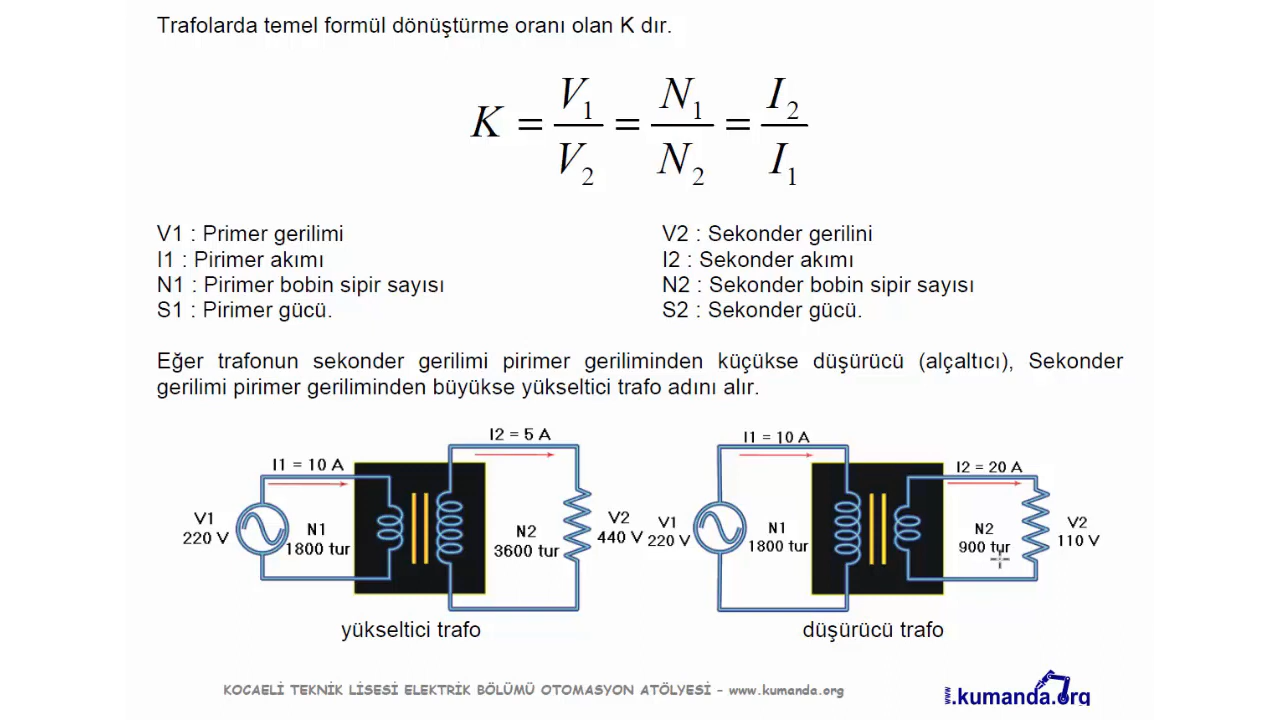 Trafolarda temel formül dönüştürme oranı olan K dır.
K = V1/V2 = N1/N2 = I2/I1
V1 : Primer gerilimi
I1 : Pirimer akımı
N1 : Pirimer bobin sipir sayısı
S1 : Pirimer gücü.
V2 : Sekonder gerilini
I2 : Sekonder akımı
N2 : Sekonder bobin sipir sayısı
S2 : Sekonder gücü.
Eğer trafonun sekonder gerilimi pirimer geriliminden küçükse düşürücü (alçaltıcı), Sekonder
gerilimi pirimer geriliminden büyükse yükseltici trafo adını alır.
I1 = 10 A
I2 = 5 A
V1
220 V
N1
1800 tur
N2
3600 tur
V2
440 V
yükseltici trafo
I1 = 10 A
I2 = 20 A
V1
220 V
N1
1800 tur
N2
900 tur
V2
110 V
düşürücü trafo
KOCAELİ TEKNİK LİSESİ ELEKTRİK BÖLÜMÜ OTOMASYON ATÖLYESİ - www.kumanda.org
www.kumanda.org